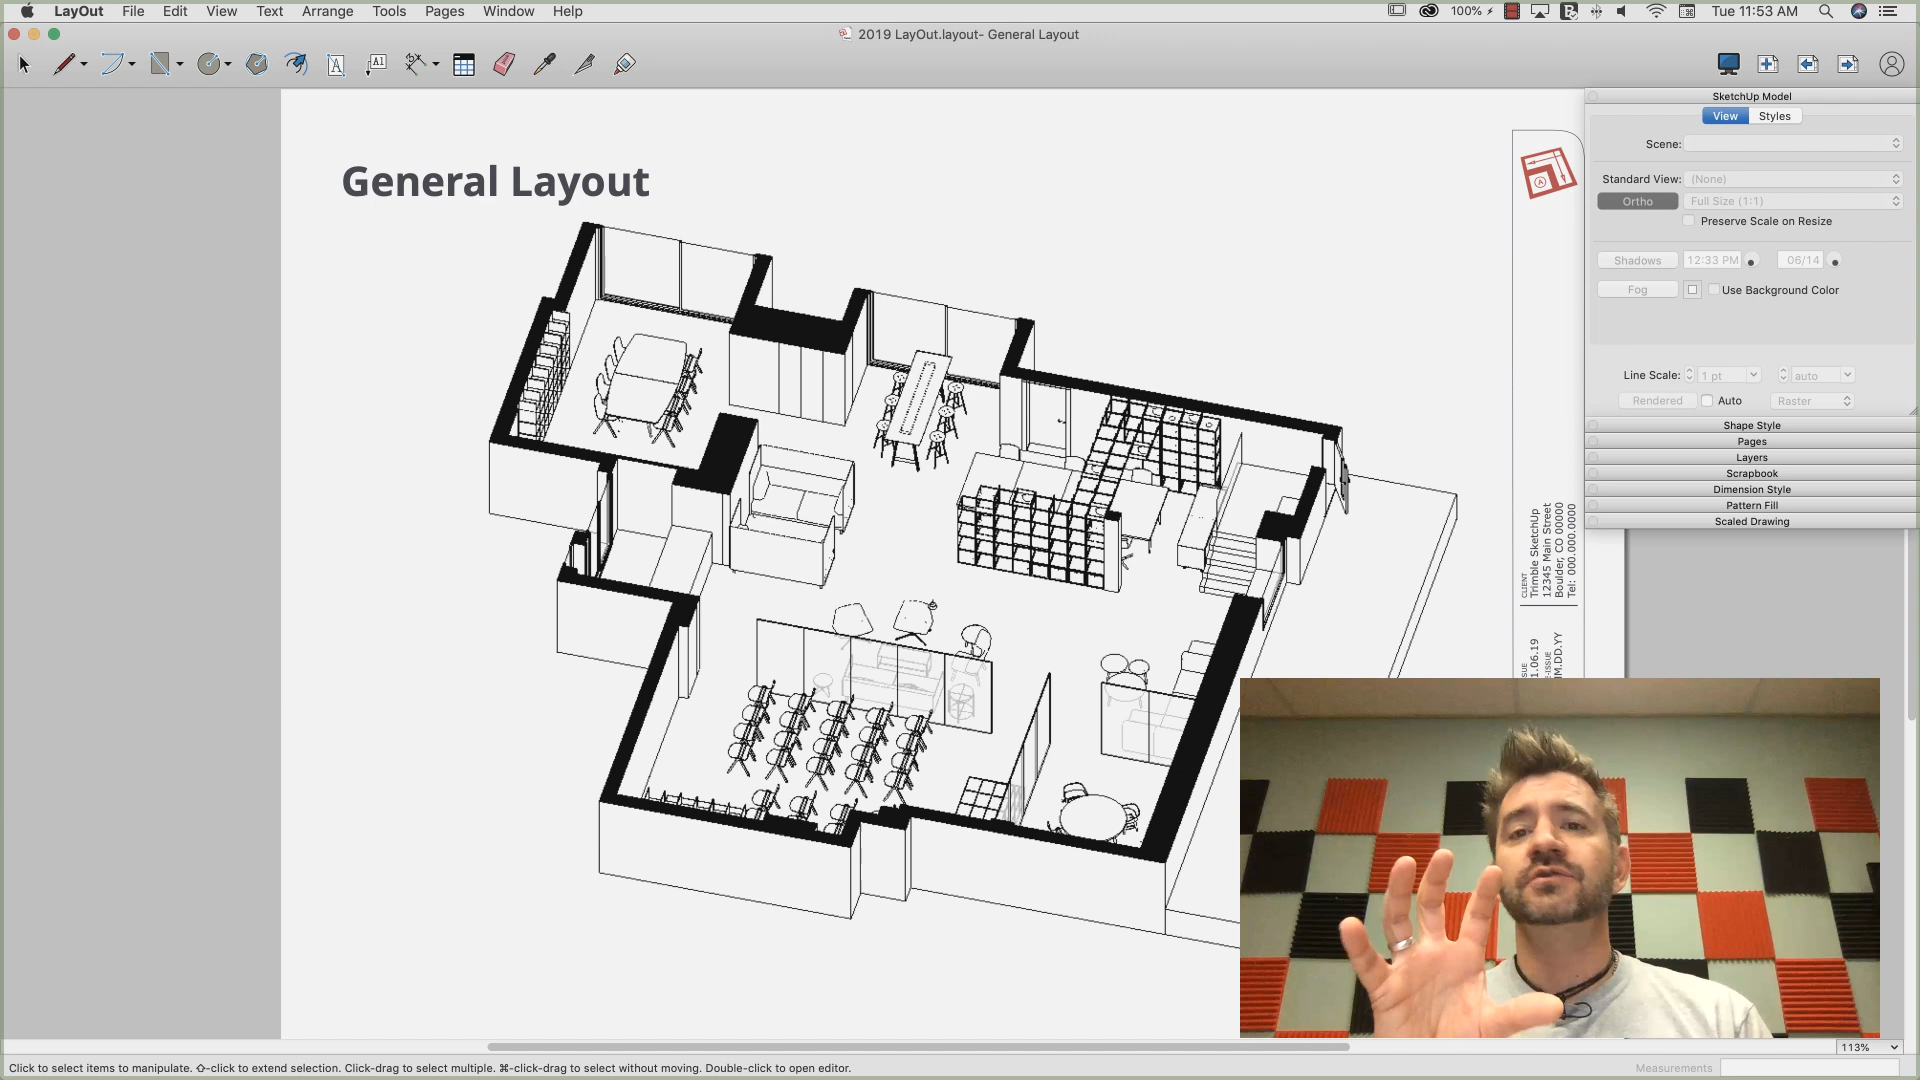 LayOut File Edit View Text Arrange Tools Pages Window Help
100% Tue 11:53 AM
2019 LayOut.layout- General Layout
A
A1
SketchUp Model
View Styles
Scene:
Standard View: (None)
Ortho Full Size (1:1)
Preserve Scale on Resize
Shadows 12:33 PM 06/14
Fog Use Background Color
Line Scale: 1 pt auto
Rendered Auto Raster
Shape Style
Pages
Layers
Scrapbook
Dimension Style
Pattern Fill
Scaled Drawing
General Layout
A
CLIENT
Trimble SketchUp
12345 Main Street
Boulder, CO 00000
Tel: 000.000.0000
113%
Click to select items to manipulate. ⇧-click to extend selection. Click-drag to select multiple. ⌘-click-drag to select without moving. Double-click to open editor.
Measurements